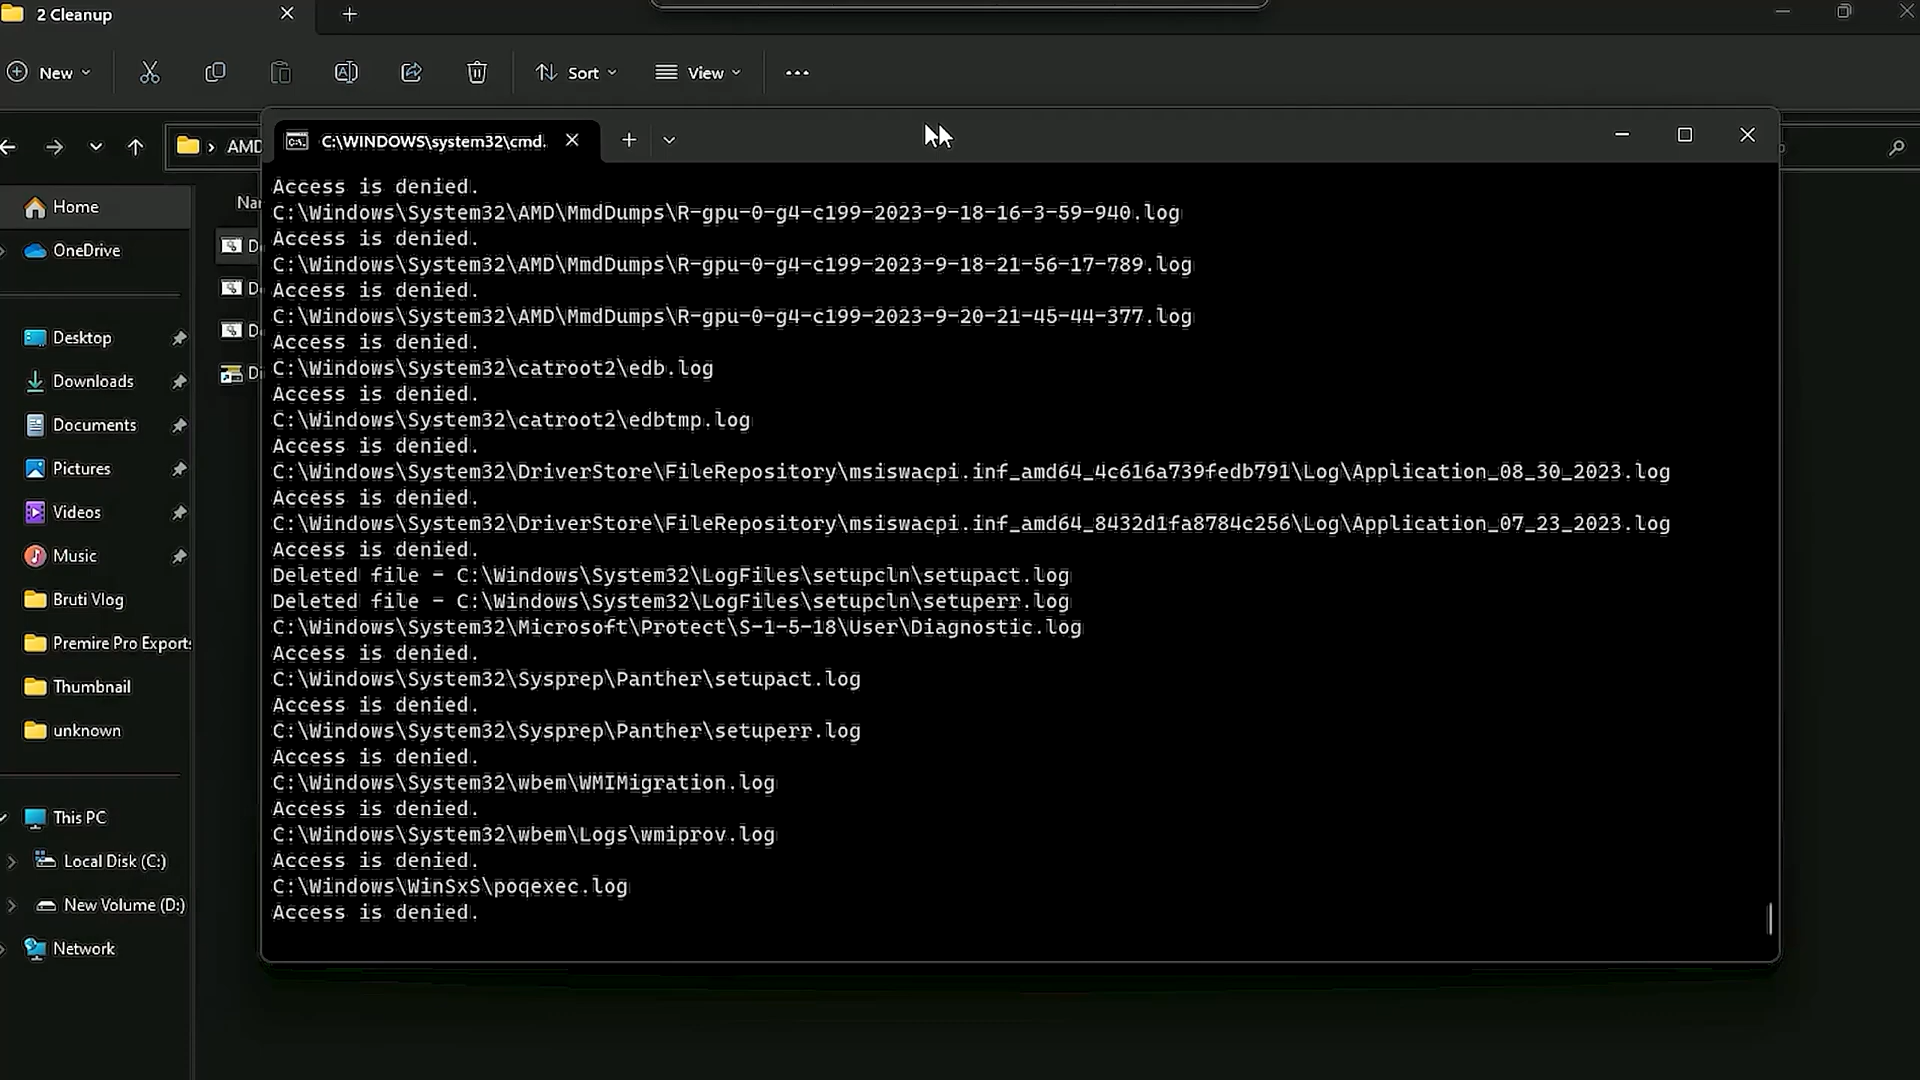 2 Cleanup
New
Sort
View
AMD
C:\WINDOWS\system32\cmd.
Home
OneDrive
Desktop
Downloads
Documents
Pictures
Videos
Music
Bruti Vlog
Premire Pro Exports
Thumbnail
unknown
This PC
Local Disk (C:)
New Volume (D:)
Network
Access is denied.
C:\Windows\System32\AMD\MmdDumps\R-gpu-0-g4-c199-2023-9-18-16-3-59-940.log
Access is denied.
C:\Windows\System32\AMD\MmdDumps\R-gpu-0-g4-c199-2023-9-18-21-56-17-789.log
Access is denied.
C:\Windows\System32\AMD\MmdDumps\R-gpu-0-g4-c199-2023-9-20-21-45-44-377.log
Access is denied.
C:\Windows\System32\catroot2\edb.log
Access is denied.
C:\Windows\System32\catroot2\edbtmp.log
Access is denied.
C:\Windows\System32\DriverStore\FileRepository\msiswacpi.inf_amd64_4c616a739fedb791\Log\Application_08_30_2023.log
Access is denied.
C:\Windows\System32\DriverStore\FileRepository\msiswacpi.inf_amd64_8432d1fa8784c256\Log\Application_07_23_2023.log
Access is denied.
Deleted file - C:\Windows\System32\LogFiles\setupcln\setupact.log
Deleted file - C:\Windows\System32\LogFiles\setupcln\setuperr.log
C:\Windows\System32\Microsoft\Protect\S-1-5-18\User\Diagnostic.log
Access is denied.
C:\Windows\System32\Sysprep\Panther\setupact.log
Access is denied.
C:\Windows\System32\Sysprep\Panther\setuperr.log
Access is denied.
C:\Windows\System32\wbem\WMIMigration.log
Access is denied.
C:\Windows\System32\wbem\Logs\wmiprov.log
Access is denied.
C:\Windows\WinSxS\poqexec.log
Access is denied.